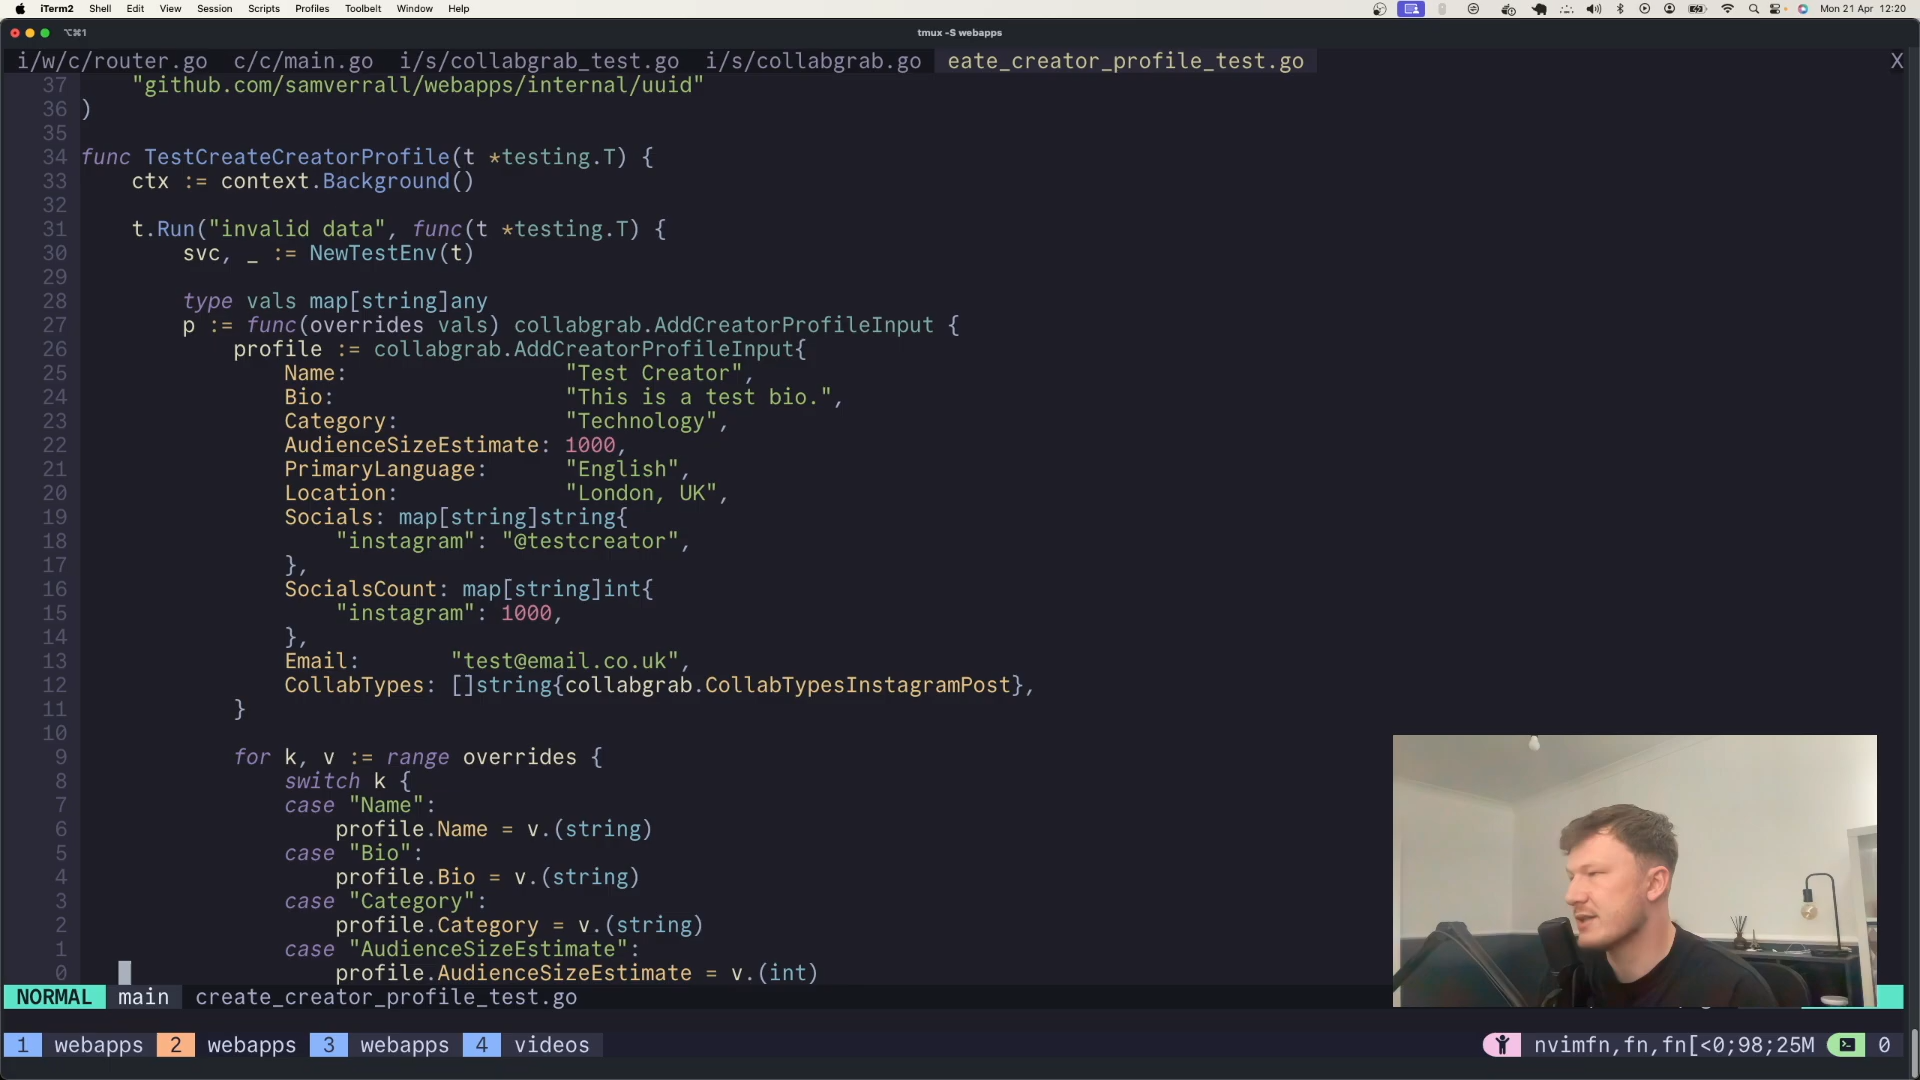 iTerm2 Shell Edit View Session Scripts Profiles Toolbelt Window Help Mon 21 Apr 12:20
⌥⌘1 tmux -S webapps
i/w/c/router.go c/c/main.go i/s/collabgrab_test.go i/s/collabgrab.go eate_creator_profile_test.go X
37 "github.com/samverrall/webapps/internal/uuid"
36 )
35
34 func TestCreateCreatorProfile(t *testing.T) {
33 ctx := context.Background()
32
31 t.Run("invalid data", func(t *testing.T) {
30 svc, _ := NewTestEnv(t)
29
28 type vals map[string]any
27 p := func(overrides vals) collabgrab.AddCreatorProfileInput {
26 profile := collabgrab.AddCreatorProfileInput{
25 Name: "Test Creator",
24 Bio: "This is a test bio.",
23 Category: "Technology",
22 AudienceSizeEstimate: 1000,
21 PrimaryLanguage: "English",
20 Location: "London, UK",
19 Socials: map[string]string{
18 "instagram": "@testcreator",
17 },
16 SocialsCount: map[string]int{
15 "instagram": 1000,
14 },
13 Email: "test@email.co.uk",
12 CollabTypes: []string{collabgrab.CollabTypesInstagramPost},
11 }
10
9 for k, v := range overrides {
8 switch k {
7 case "Name":
6 profile.Name = v.(string)
5 case "Bio":
4 profile.Bio = v.(string)
3 case "Category":
2 profile.Category = v.(string)
1 case "AudienceSizeEstimate":
0 profile.AudienceSizeEstimate = v.(int)
NORMAL main create_creator_profile_test.go
1 webapps 2 webapps 3 webapps 4 videos nvimfn,fn,fn[<0;98;25M 0